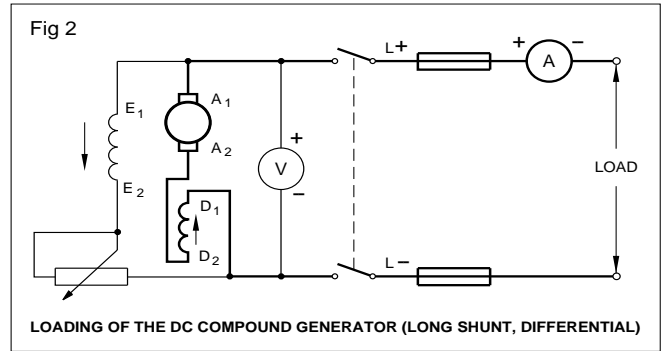 Fig 2
L+
+
−
A
E1
A1
A2
+
V
−
E2
LOAD
D1
D2
L−
LOADING OF THE DC COMPOUND GENERATOR (LONG SHUNT, DIFFERENTIAL)